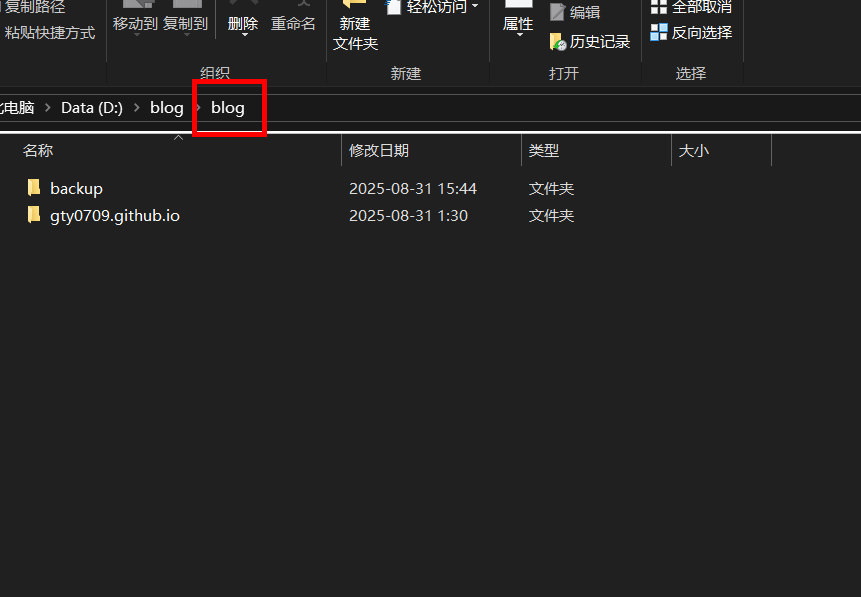 复制路径
粘贴快捷方式
移动到 复制到 删除 重命名
组织
新建
文件夹
轻松访问
新建
属性
编辑
历史记录
打开
全部取消
反向选择
选择
电脑 > Data (D:) > blog > blog
名称 修改日期 类型 大小
backup 2025-08-31 15:44 文件夹
gty0709.github.io 2025-08-31 1:30 文件夹